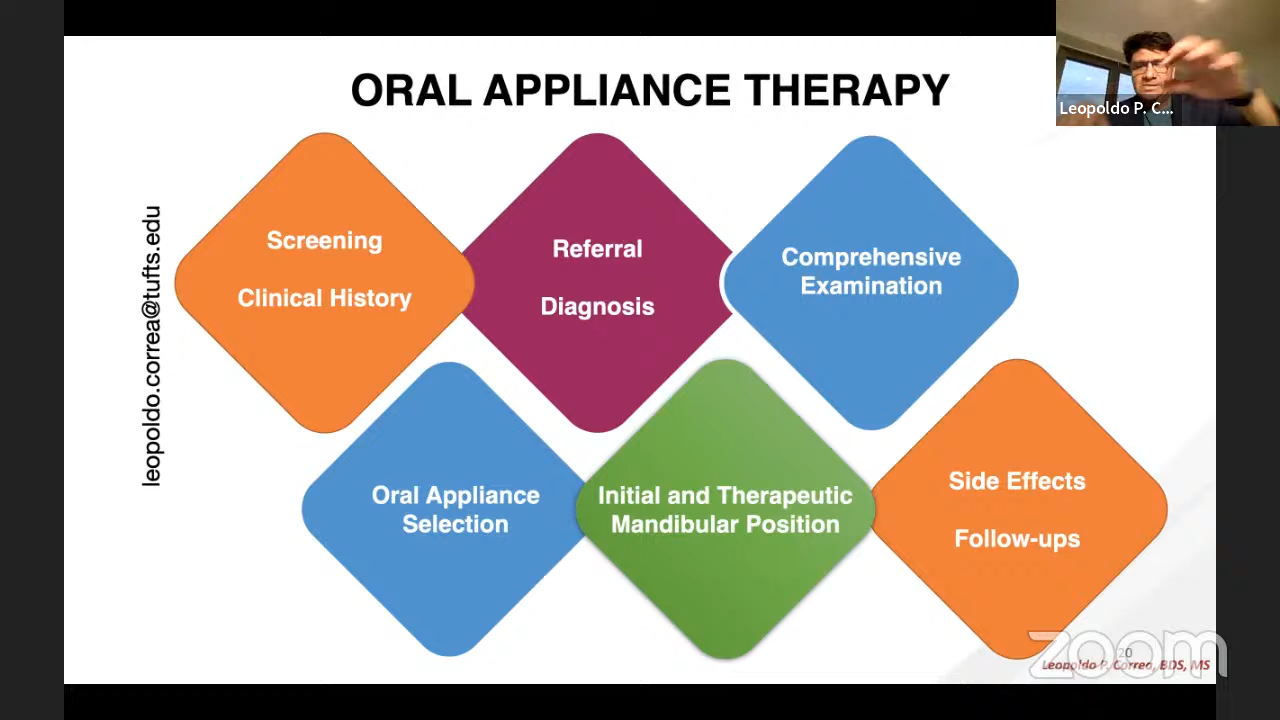 ORAL APPLIANCE THERAPY
Leopoldo P. C...
leopoldo.correa@tufts.edu
Screening
Clinical History
Referral
Diagnosis
Comprehensive
Examination
Oral Appliance
Selection
Initial and Therapeutic
Mandibular Position
Side Effects
Follow-ups
zoom
20
Leopoldo P. Correa, BDS, MS